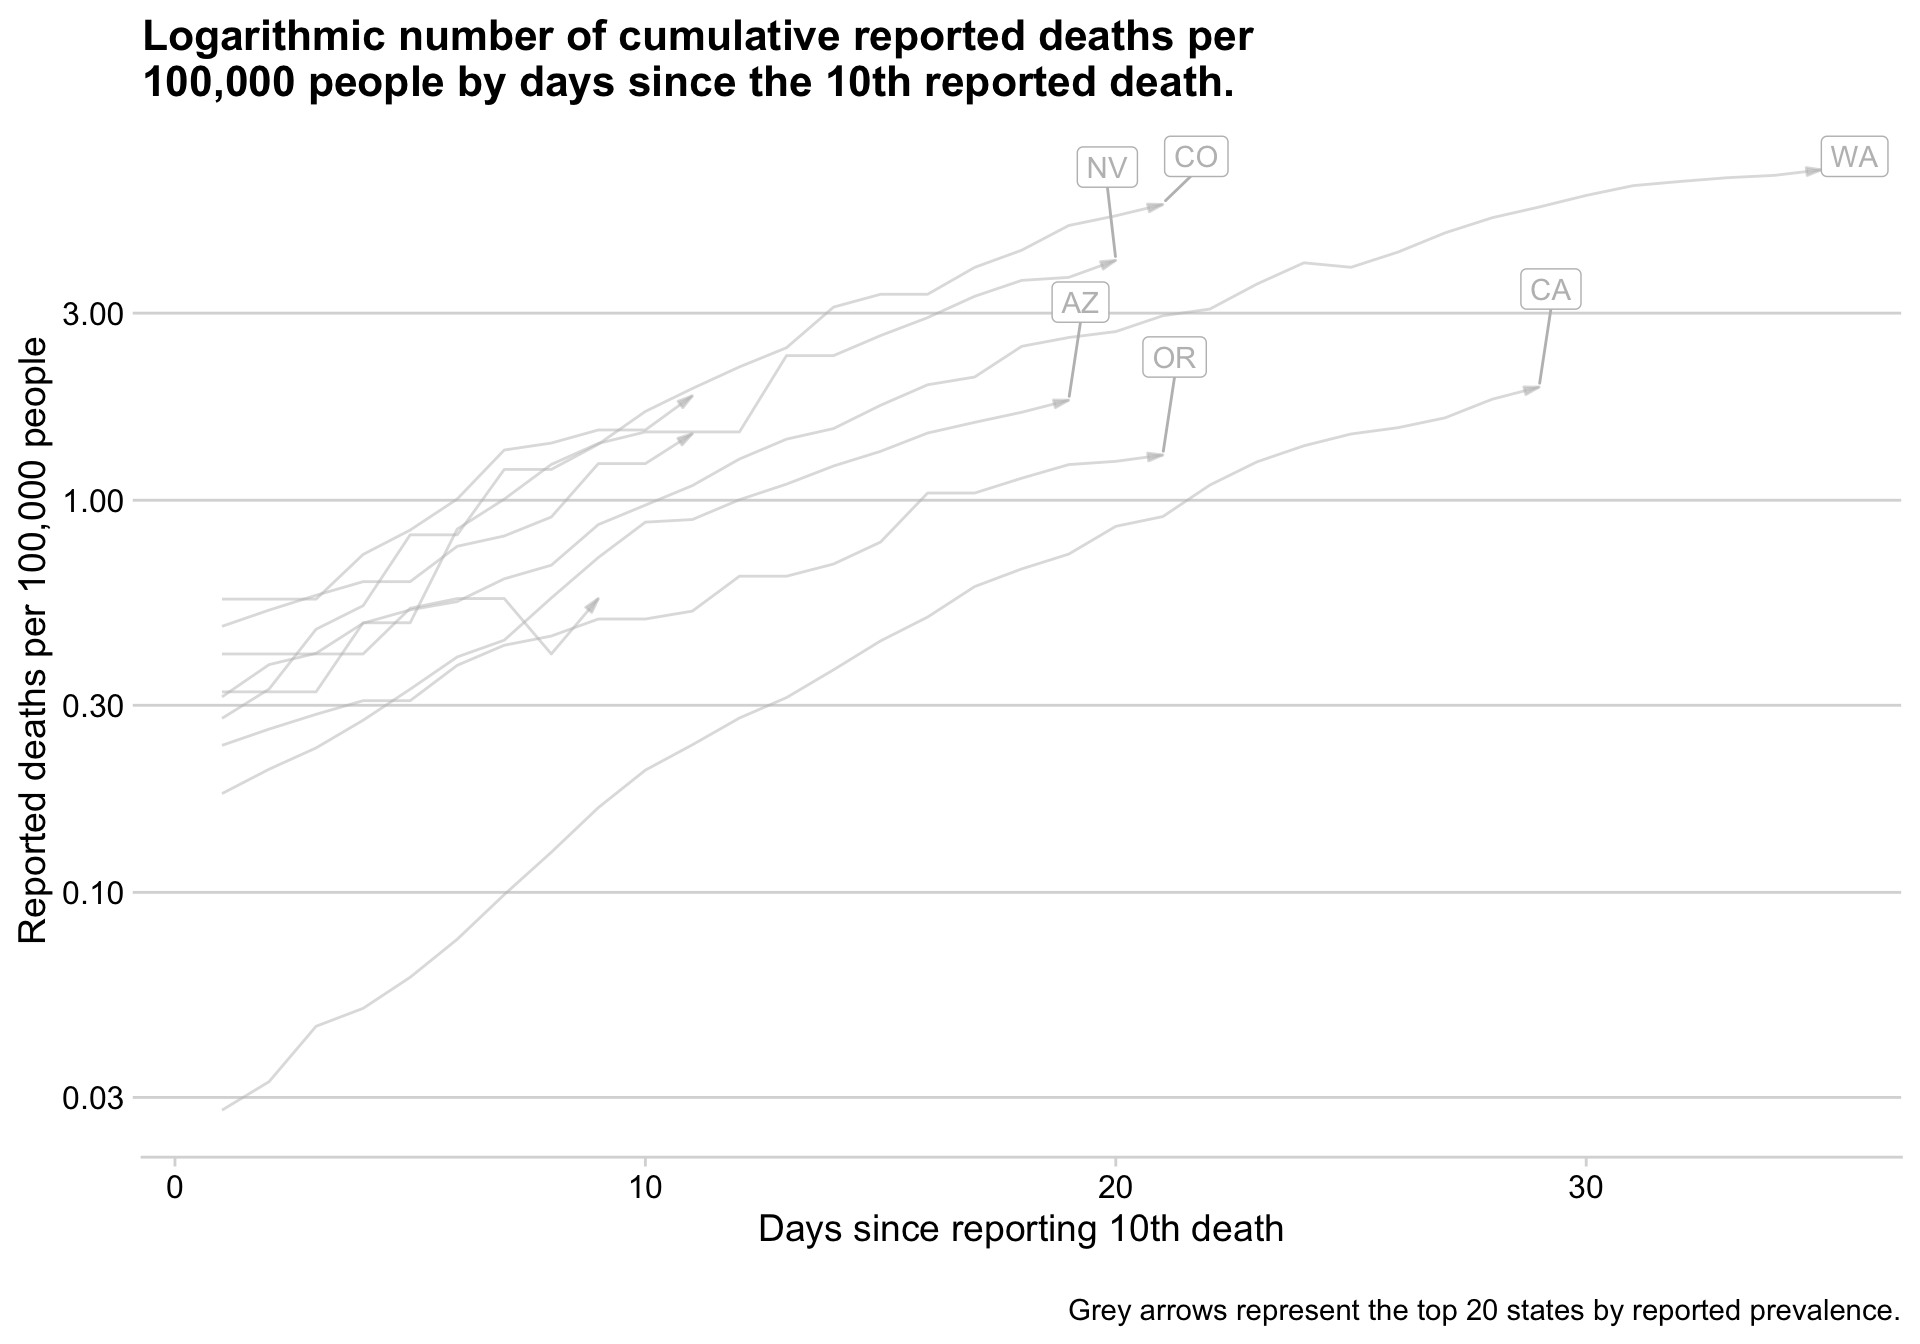 Logarithmic number of cumulative reported deaths per
100,000 people by days since the 10th reported death.
NV
CO
WA
AZ
CA
OR
Reported deaths per 100,000 people
3.00
1.00
0.30
0.10
0.03
0
10
20
30
Days since reporting 10th death
Grey arrows represent the top 20 states by reported prevalence.